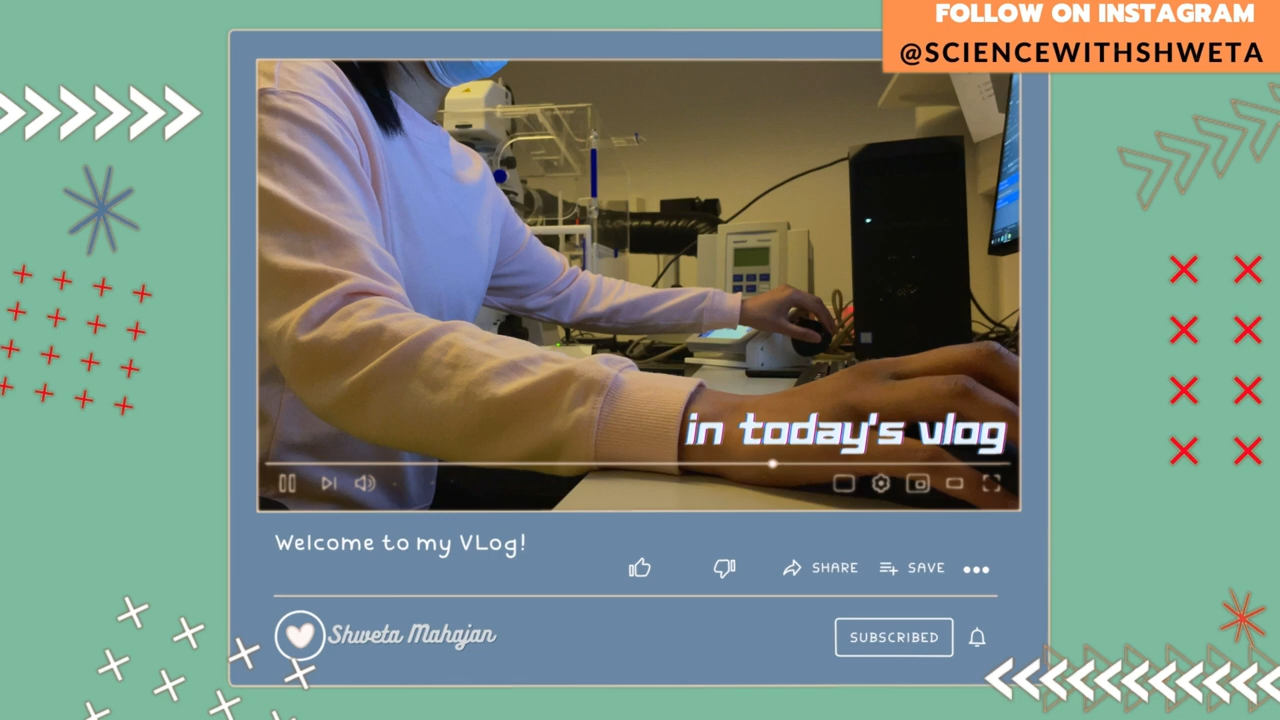 FOLLOW ON INSTAGRAM
@SCIENCEWITHSHWETA
in today's vlog
Welcome to my VLog!
SHARE
SAVE
Shweta Mahajan
SUBSCRIBED